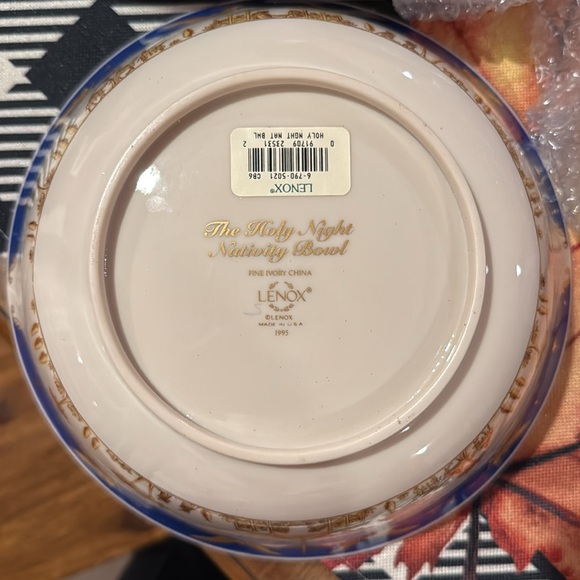 LENOX®
6-790-5021 C86
0 91709 23531 2
HOLY NGHT NAT BWL
The Holy Night
Nativity Bowl
FINE IVORY CHINA
LENOX®
©LENOX
MADE IN U.S.A.
1995